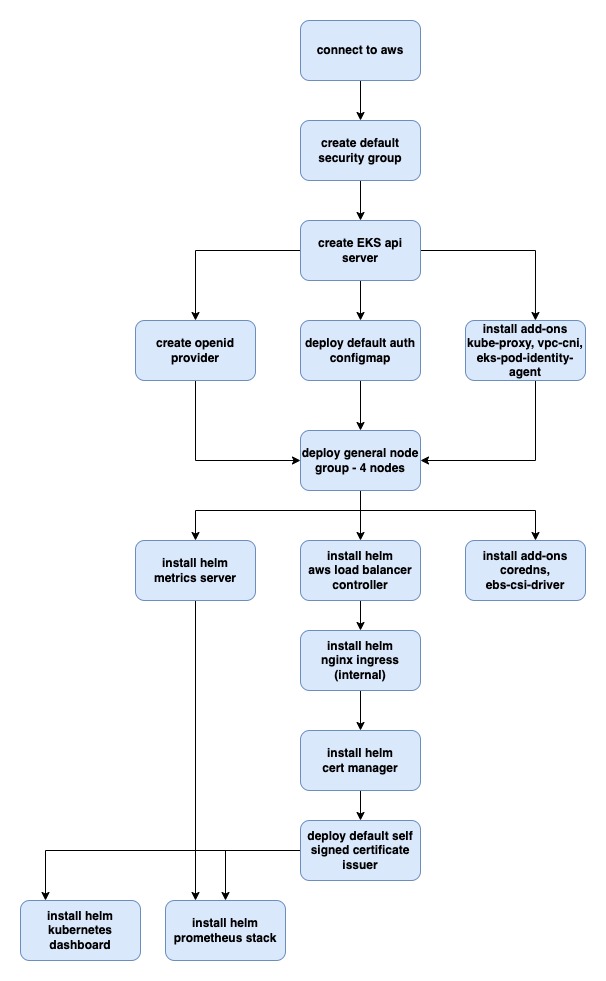 connect to aws
create default
security group
create EKS api
server
create openid
provider
deploy default auth
configmap
install add-ons
kube-proxy, vpc-cni,
eks-pod-identity-
agent
deploy general node
group - 4 nodes
install helm
metrics server
install helm
aws load balancer
controller
install add-ons
coredns,
ebs-csi-driver
install helm
nginx ingress
(internal)
install helm
cert manager
deploy default self
signed certificate
issuer
install helm
kubernetes
dashboard
install helm
prometheus stack